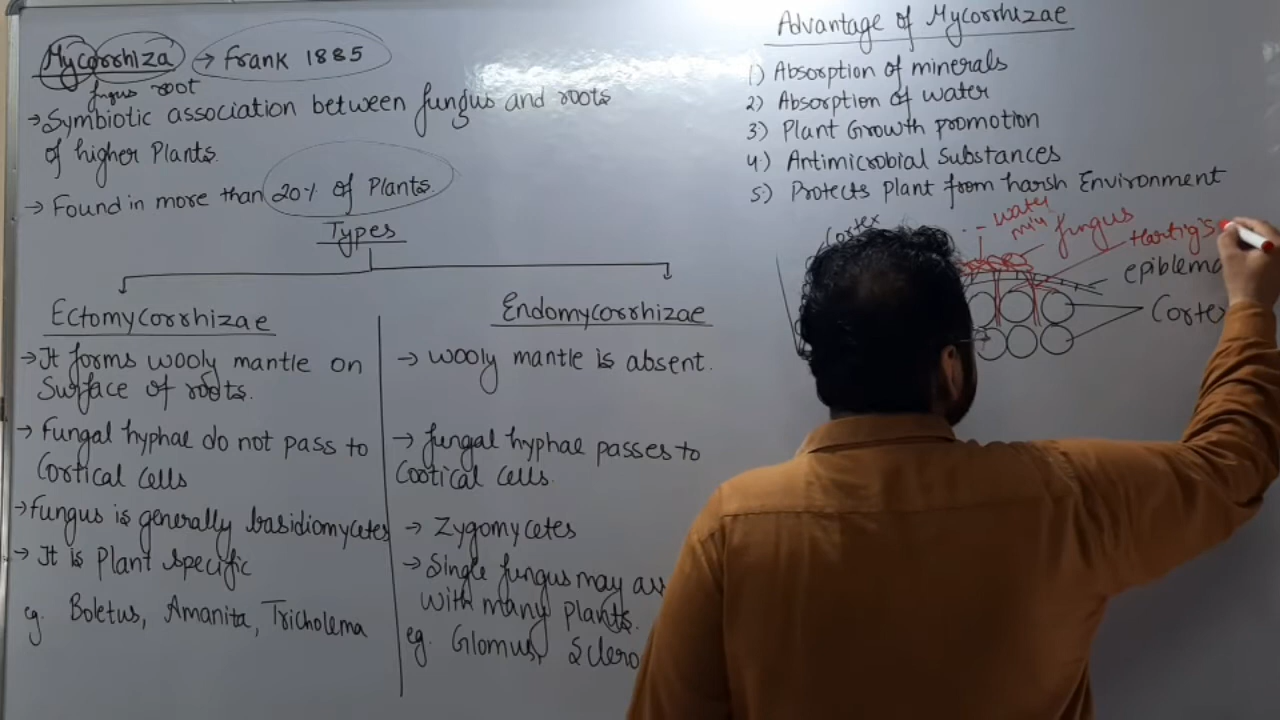 Mycorrhiza → Frank 1885
fungus root
→ Symbiotic association between fungus and roots
of higher Plants.
→ Found in more than 20% of Plants.
Types
Ectomycorrhizae
→ It forms wooly mantle on
Surface of roots.
→ Fungal hyphae do not pass to
Cortical Cells
→ Fungus is generally basidiomycetes
→ It is Plant specific
eg. Boletus, Amanita, Tricholema
Endomycorrhizae
→ Wooly mantle is absent.
→ fungal hyphae passes to
Cortical Cells.
→ Zygomycetes
→ Single fungus may
with many plants.
eg. Glomus, Sclero
Advantage of Mycorrhizae
1) Absorption of minerals
2) Absorption of water
3) Plant Growth promotion
4) Antimicrobial Substances
5) Protects Plant from harsh Environment
Cortex
fungus
Hartig's
epiblema
Cortex